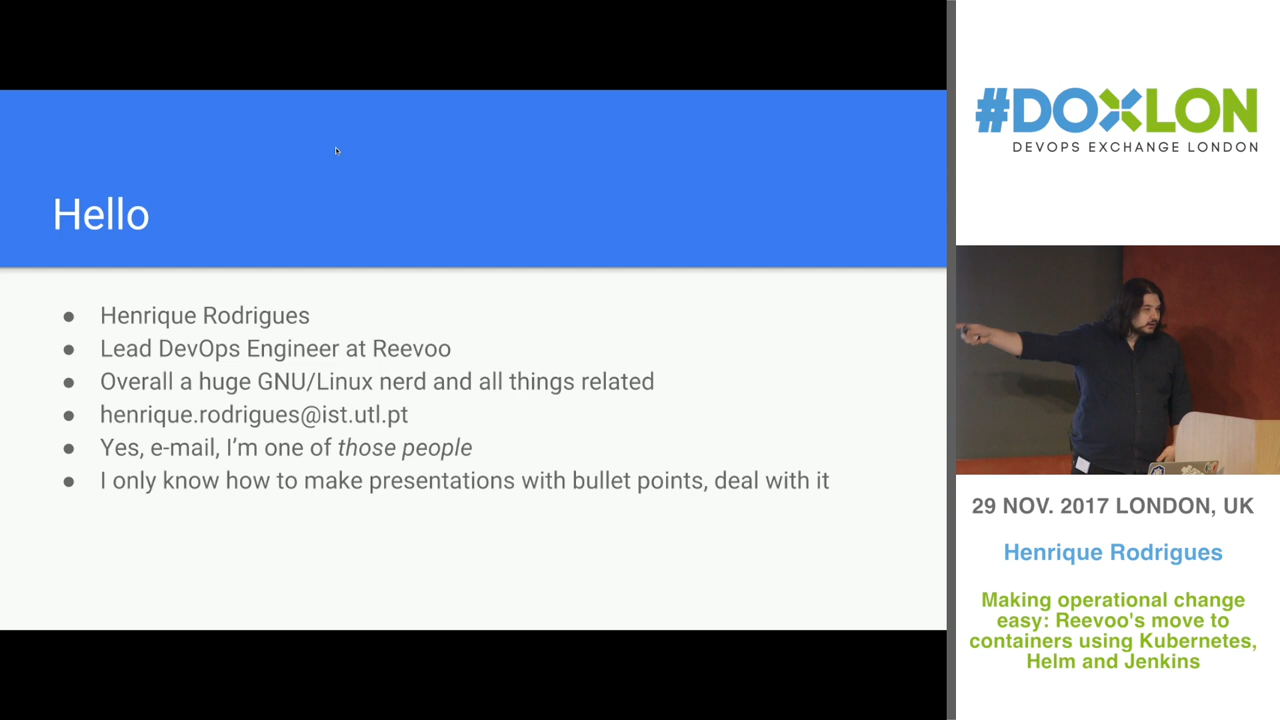 Hello
● Henrique Rodrigues
● Lead DevOps Engineer at Reevoo
● Overall a huge GNU/Linux nerd and all things related
● henrique.rodrigues@ist.utl.pt
● Yes, e-mail, I'm one of those people
● I only know how to make presentations with bullet points, deal with it
#DOXLON
DEVOPS EXCHANGE LONDON
29 NOV. 2017 LONDON, UK
Henrique Rodrigues
Making operational change
easy: Reevoo's move to
containers using Kubernetes,
Helm and Jenkins